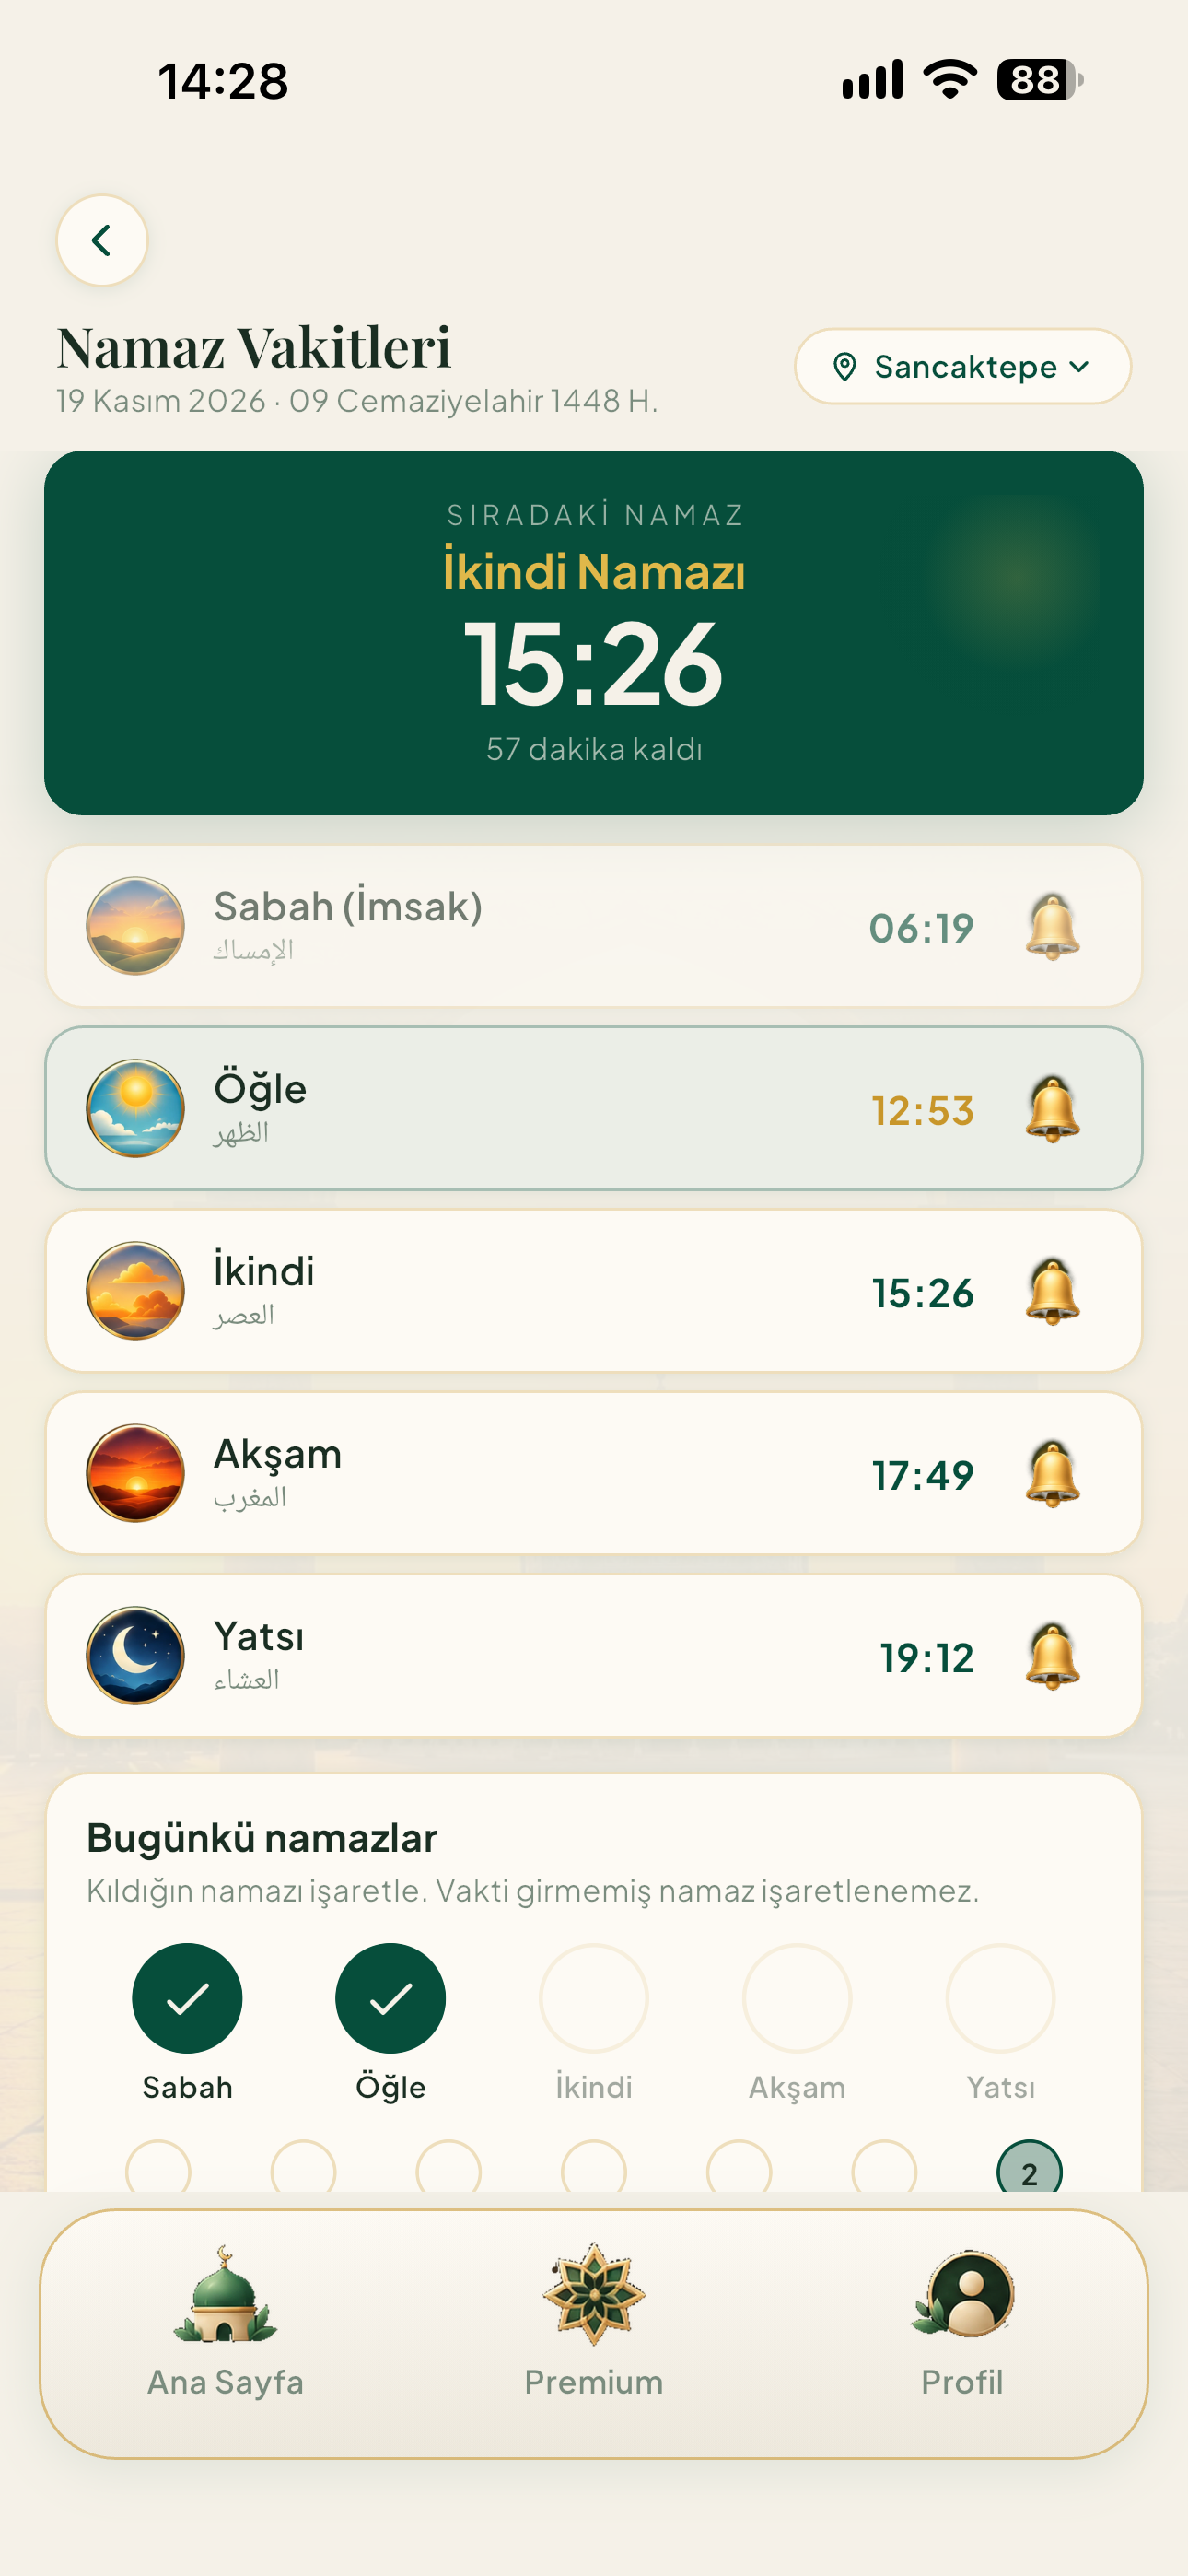 14:28
88
Namaz Vakitleri
19 Kasım 2026 · 09 Cemaziyelahir 1448 H.
Sancaktepe
SIRADAKİ NAMAZ
İkindi Namazı
15:26
57 dakika kaldı
Sabah (İmsak)
الإمساك
06:19
Öğle
الظهر
12:53
İkindi
العصر
15:26
Akşam
المغرب
17:49
Yatsı
العشاء
19:12
Bugünkü namazlar
Kıldığın namazı işaretle. Vakti girmemiş namaz işaretlenemez.
Sabah Öğle İkindi Akşam Yatsı
2
Ana Sayfa Premium Profil